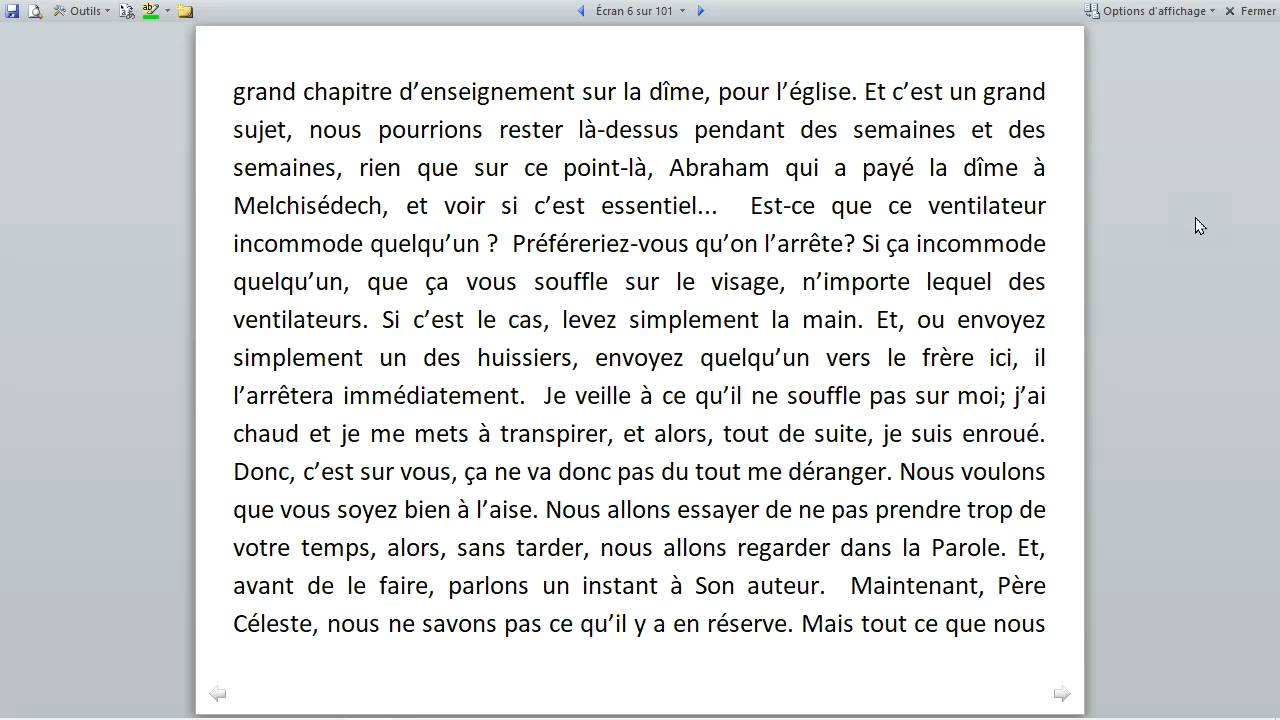 Outils
Écran 6 sur 101
Options d'affichage
Fermer
grand chapitre d’enseignement sur la dîme, pour l’église. Et c’est un grand
sujet, nous pourrions rester là-dessus pendant des semaines et des
semaines, rien que sur ce point-là, Abraham qui a payé la dîme à
Melchisédech, et voir si c’est essentiel... Est-ce que ce ventilateur
incommode quelqu’un ? Préféreriez-vous qu’on l’arrête? Si ça incommode
quelqu’un, que ça vous souffle sur le visage, n’importe lequel des
ventilateurs. Si c’est le cas, levez simplement la main. Et, ou envoyez
simplement un des huissiers, envoyez quelqu’un vers le frère ici, il
l’arrêtera immédiatement. Je veille à ce qu’il ne souffle pas sur moi; j’ai
chaud et je me mets à transpirer, et alors, tout de suite, je suis enroué.
Donc, c’est sur vous, ça ne va donc pas du tout me déranger. Nous voulons
que vous soyez bien à l’aise. Nous allons essayer de ne pas prendre trop de
votre temps, alors, sans tarder, nous allons regarder dans la Parole. Et,
avant de le faire, parlons un instant à Son auteur. Maintenant, Père
Céleste, nous ne savons pas ce qu’il y a en réserve. Mais tout ce que nous